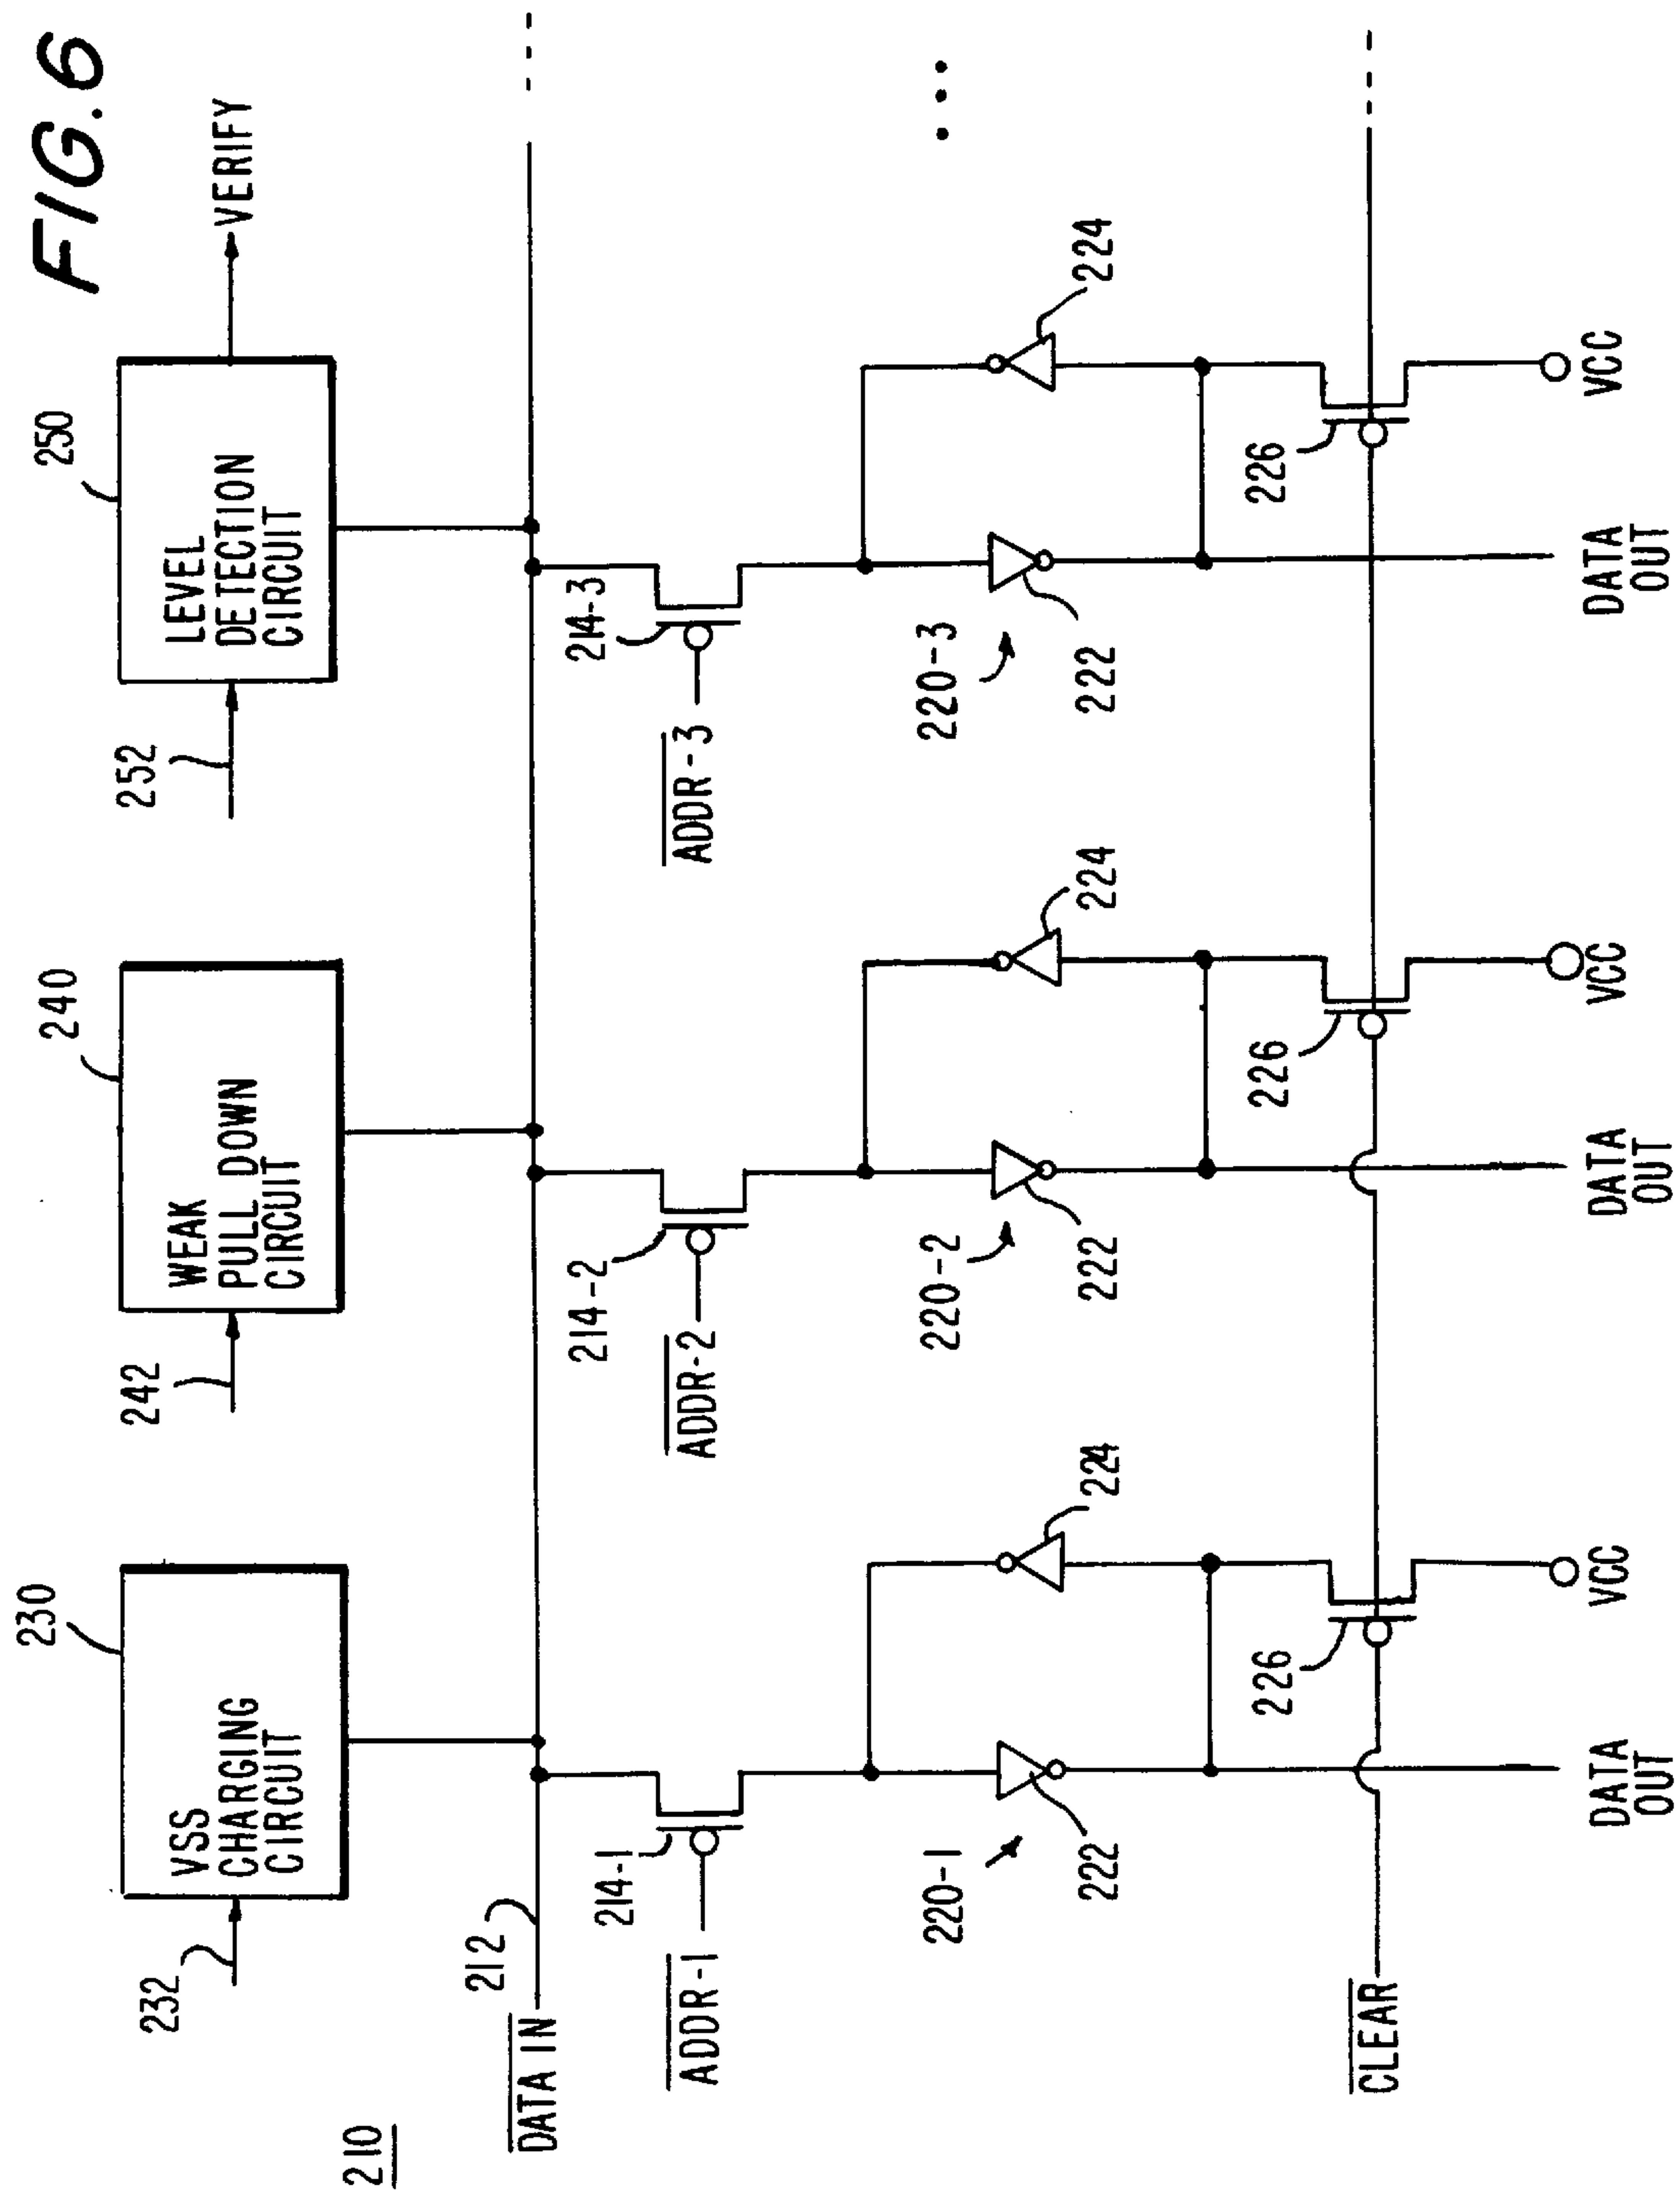 FIG.6
230
240
250
VSS
CHARGING
CIRCUIT
WEAK
PULL DOWN
CIRCUIT
LEVEL
DETECTION
CIRCUIT
VERIFY
232
242
252
210
212
DATA IN
214-1
214-2
214-3
ADDR-1
ADDR-2
ADDR-3
220-1
222
224
220-2
222
224
220-3
222
224
226
226
226
CLEAR
DATA
OUT
VCC
DATA
OUT
VCC
DATA
OUT
VCC